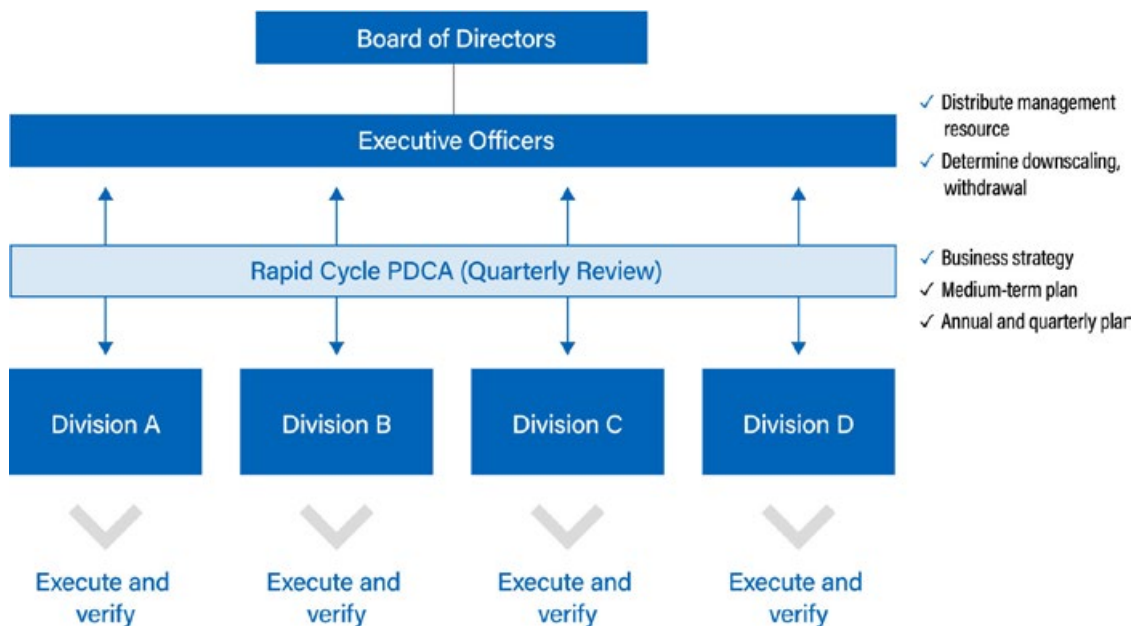 Board of Directors
Executive Officers
✓ Distribute management
resource
✓ Determine downscaling,
withdrawal
Rapid Cycle PDCA (Quarterly Review)
✓ Business strategy
✓ Medium-term plan
✓ Annual and quarterly plan
Division A
Division B
Division C
Division D
Execute and
verify
Execute and
verify
Execute and
verify
Execute and
verify